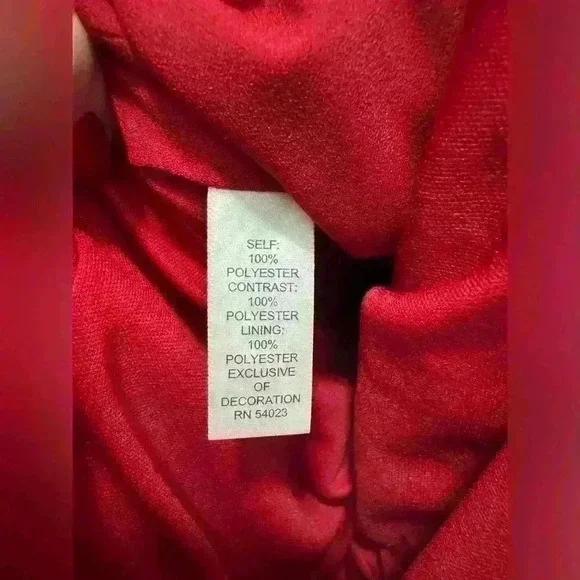 SELF:
100%
POLYESTER
CONTRAST:
100%
POLYESTER
LINING:
100%
POLYESTER
EXCLUSIVE
OF
DECORATION
RN 54023